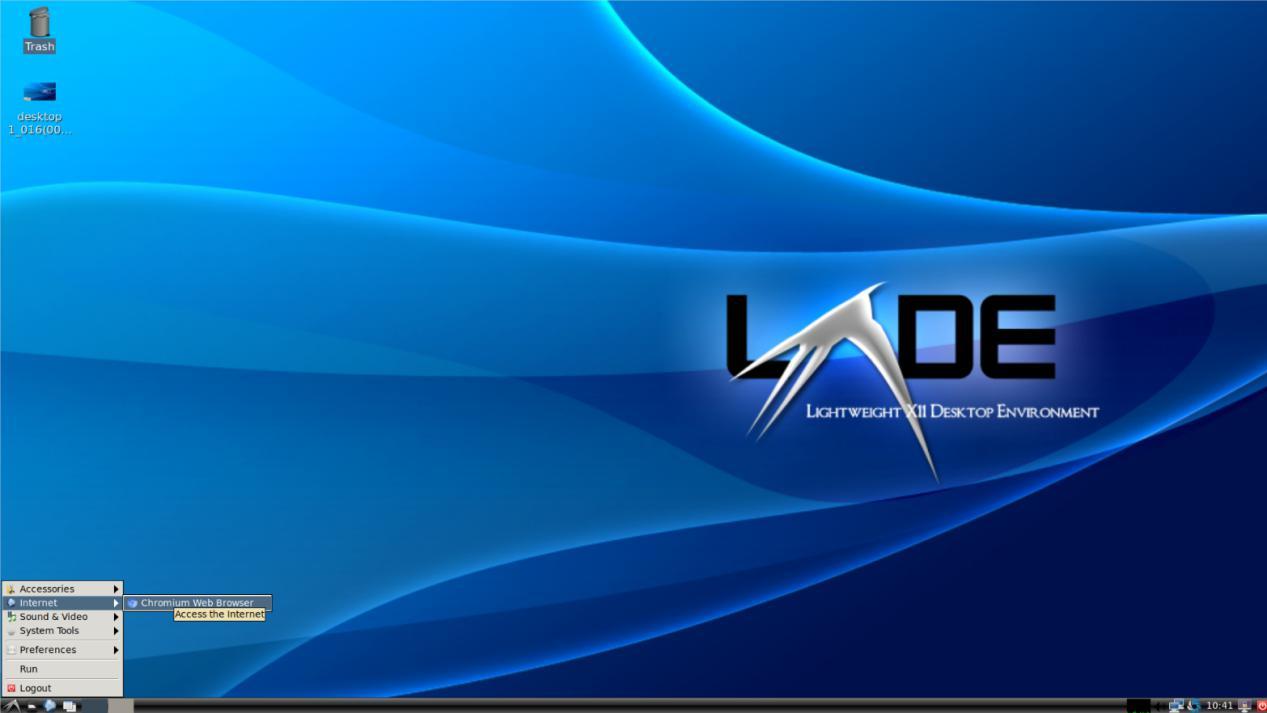 Trash
desktop
1_016(00...
LXDE
LIGHTWEIGHT X11 DESKTOP ENVIRONMENT
Accessories
Internet
Chromium Web Browser
Access the Internet
Sound & Video
System Tools
Preferences
Run
Logout
10:41